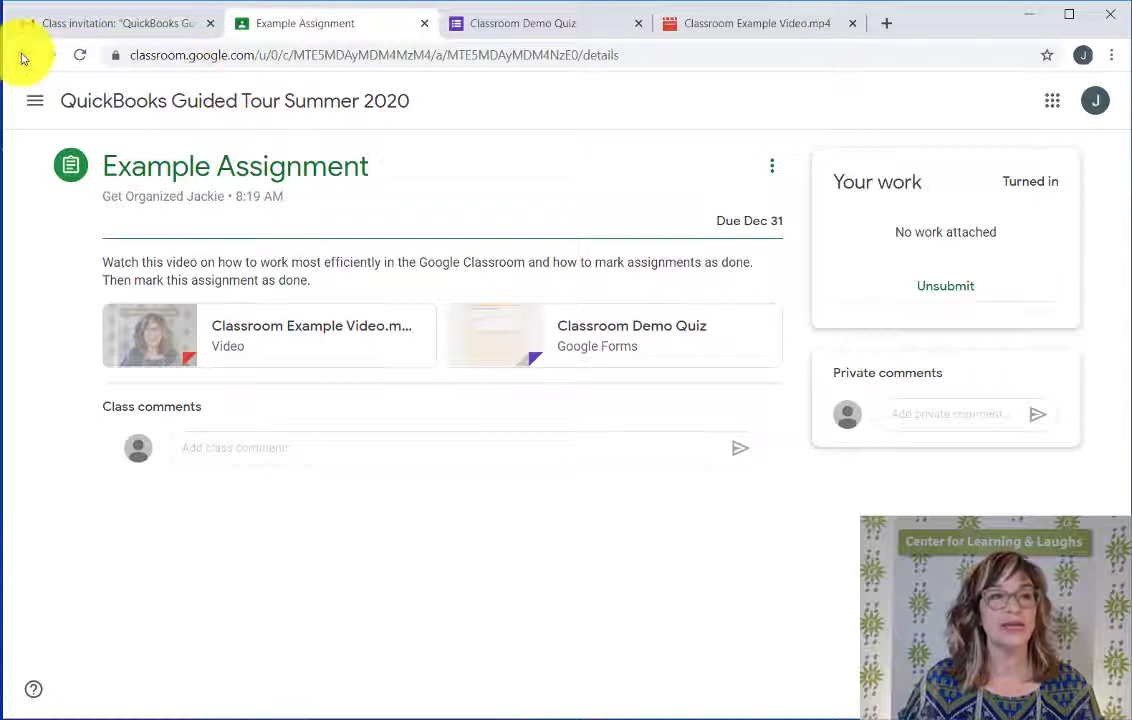 Class invitation: "QuickBooks Gu
Example Assignment
Classroom Demo Quiz
Classroom Example Video.mp4
classroom.google.com/u/0/c/MTE5MDAyMDM4MzM4/a/MTE5MDAyMDM4NzE0/details
J
QuickBooks Guided Tour Summer 2020
J
Example Assignment
Get Organized Jackie • 8:19 AM
Due Dec 31
Watch this video on how to work most efficiently in the Google Classroom and how to mark assignments as done.
Then mark this assignment as done.
Classroom Example Video.m...
Video
Classroom Demo Quiz
Google Forms
Class comments
Add class comment...
Your work
Turned in
No work attached
Unsubmit
Private comments
Add private comment...
Center for Learning & Laughs